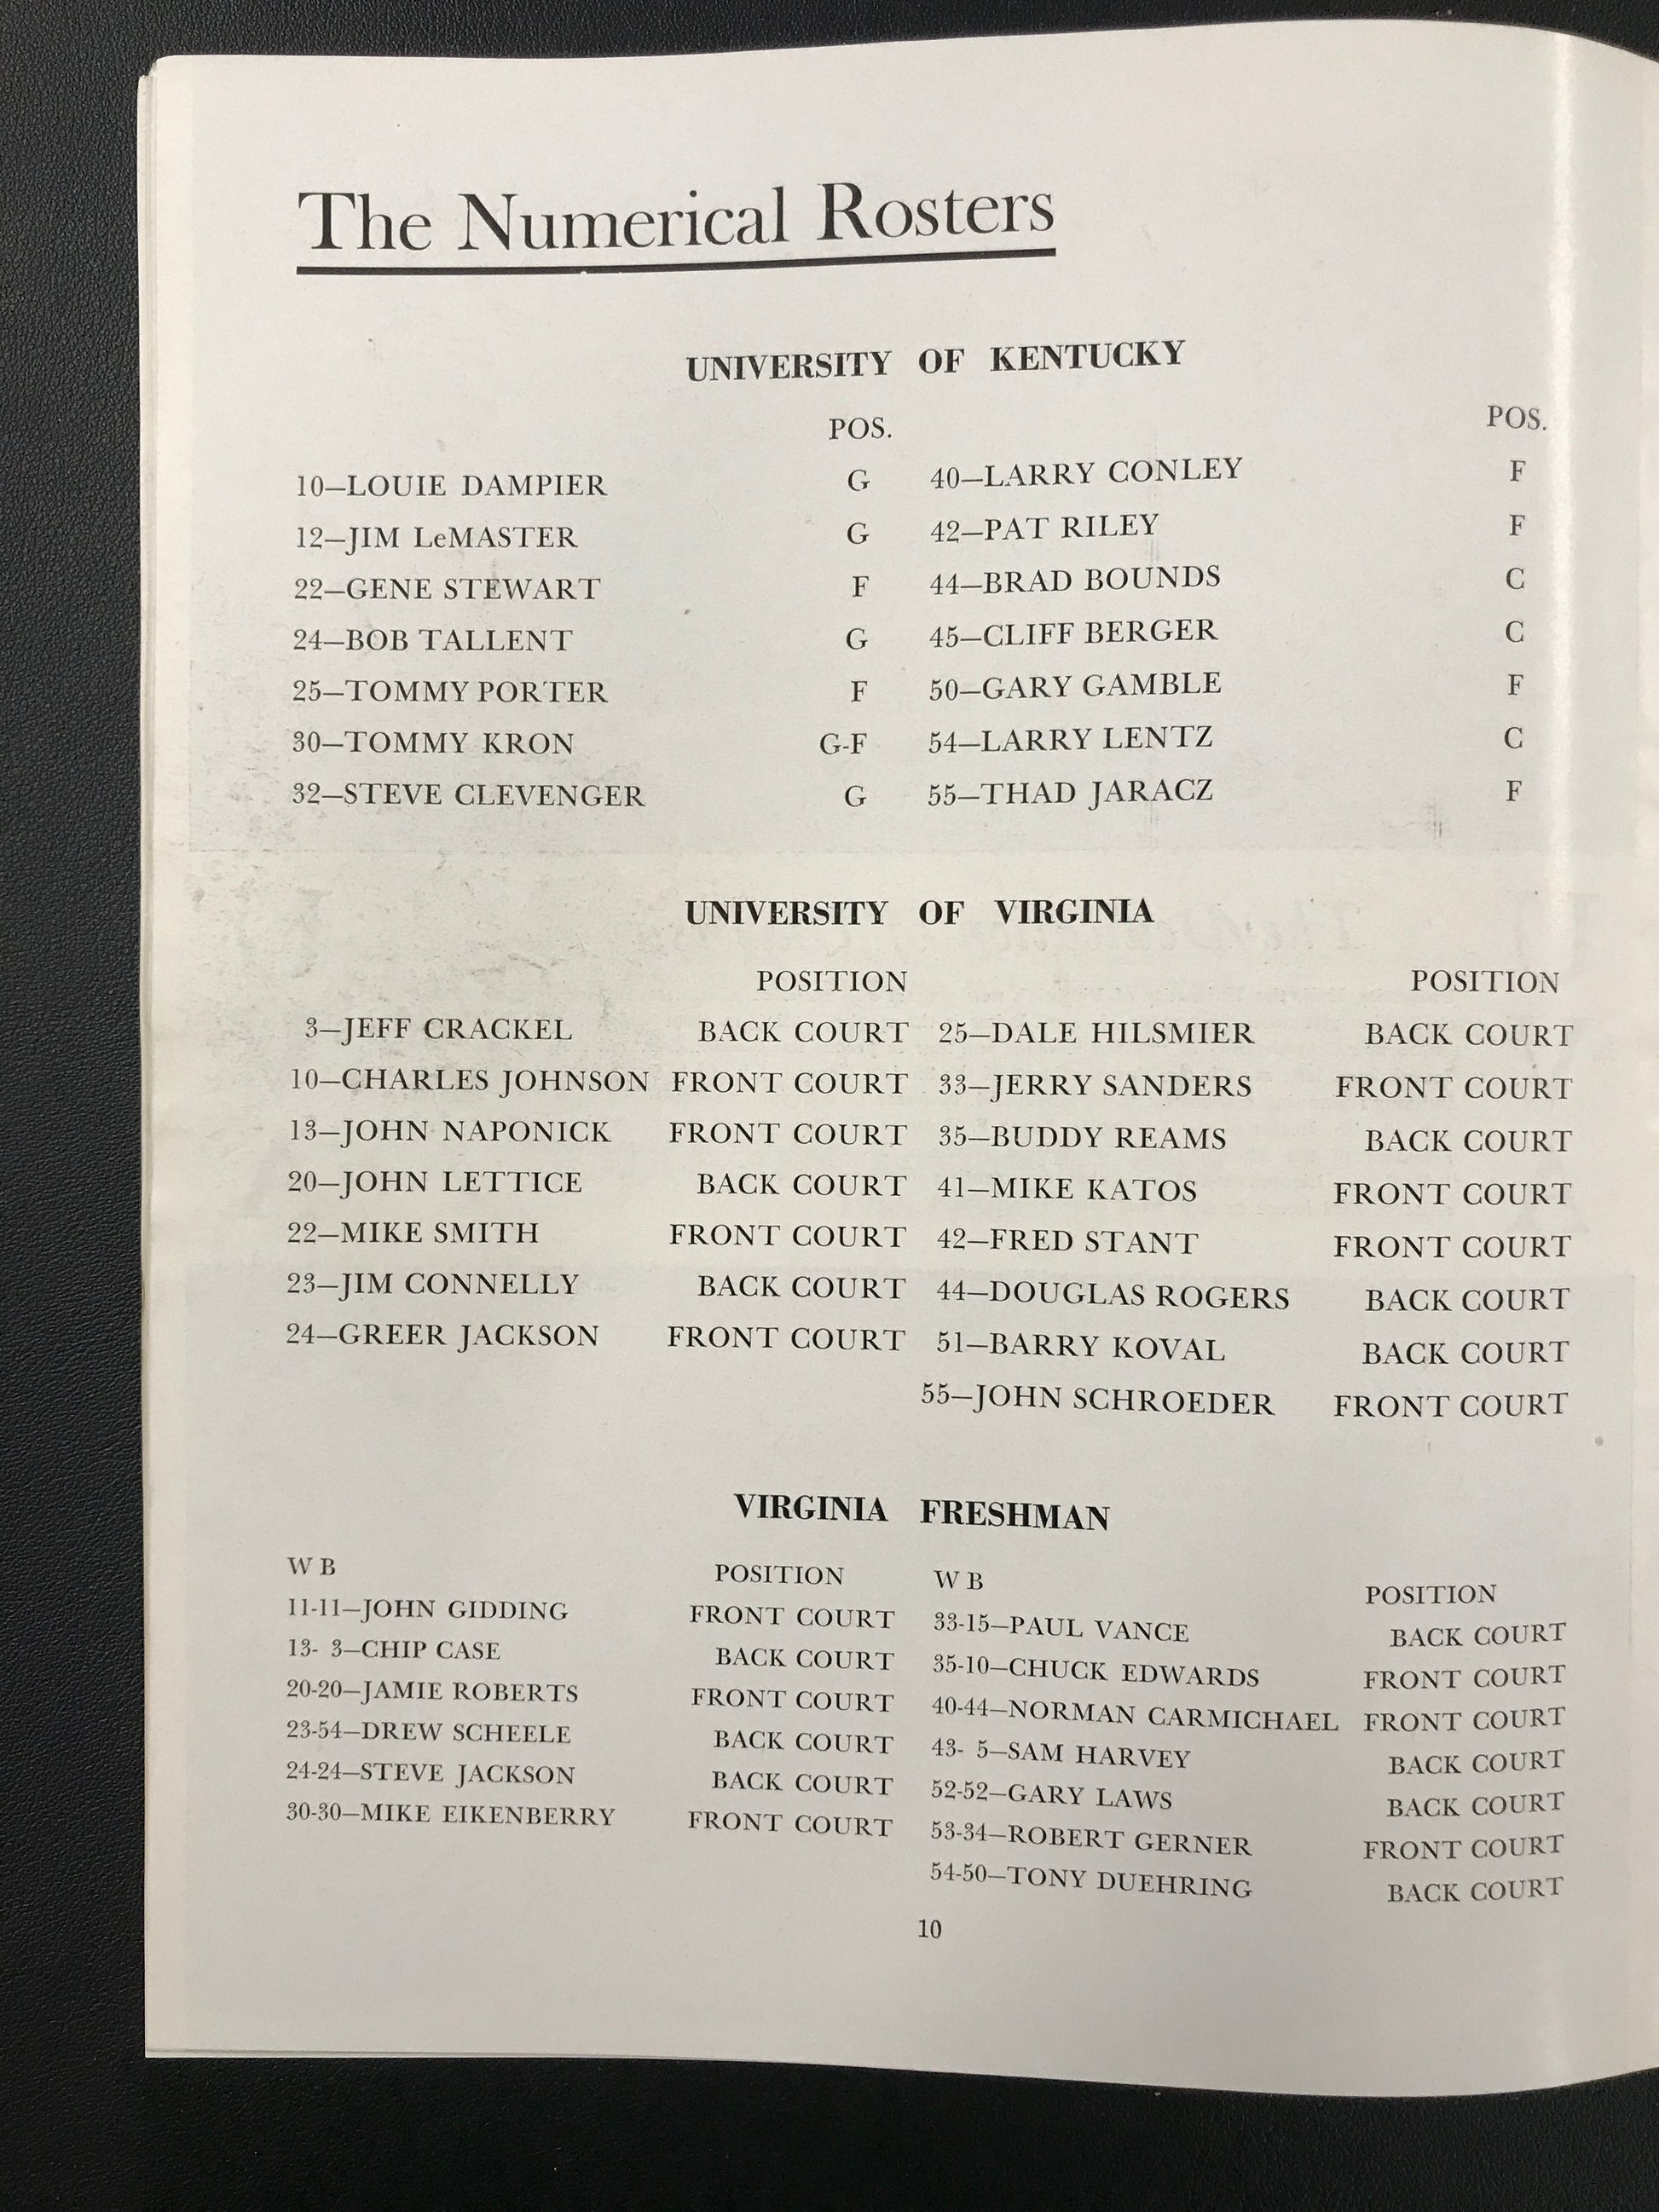 The Numerical Rosters
UNIVERSITY OF KENTUCKY
POS. POS.
10—LOUIE DAMPIER G 40—LARRY CONLEY F
12—JIM LeMASTER G 42—PAT RILEY F
22—GENE STEWART F 44—BRAD BOUNDS C
24—BOB TALLENT G 45—CLIFF BERGER C
25—TOMMY PORTER F 50—GARY GAMBLE F
30—TOMMY KRON G-F 54—LARRY LENTZ C
32—STEVE CLEVENGER G 55—THAD JARACZ F
UNIVERSITY OF VIRGINIA
POSITION POSITION
3—JEFF CRACKEL BACK COURT 25—DALE HILSMIER BACK COURT
10—CHARLES JOHNSON FRONT COURT 33—JERRY SANDERS FRONT COURT
13—JOHN NAPONICK FRONT COURT 35—BUDDY REAMS BACK COURT
20—JOHN LETTICE BACK COURT 41—MIKE KATOS FRONT COURT
22—MIKE SMITH FRONT COURT 42—FRED STANT FRONT COURT
23—JIM CONNELLY BACK COURT 44—DOUGLAS ROGERS BACK COURT
24—GREER JACKSON FRONT COURT 51—BARRY KOVAL BACK COURT
55—JOHN SCHROEDER FRONT COURT
VIRGINIA FRESHMAN
W B POSITION W B POSITION
11-11—JOHN GIDDING FRONT COURT 33-15—PAUL VANCE BACK COURT
13- 3—CHIP CASE BACK COURT 35-10—CHUCK EDWARDS FRONT COURT
20-20—JAMIE ROBERTS FRONT COURT 40-44—NORMAN CARMICHAEL FRONT COURT
23-54—DREW SCHEELE BACK COURT 43- 5—SAM HARVEY BACK COURT
24-24—STEVE JACKSON BACK COURT 52-52—GARY LAWS BACK COURT
30-30—MIKE EIKENBERRY FRONT COURT 53-34—ROBERT GERNER FRONT COURT
54-50—TONY DUEHRING BACK COURT
10